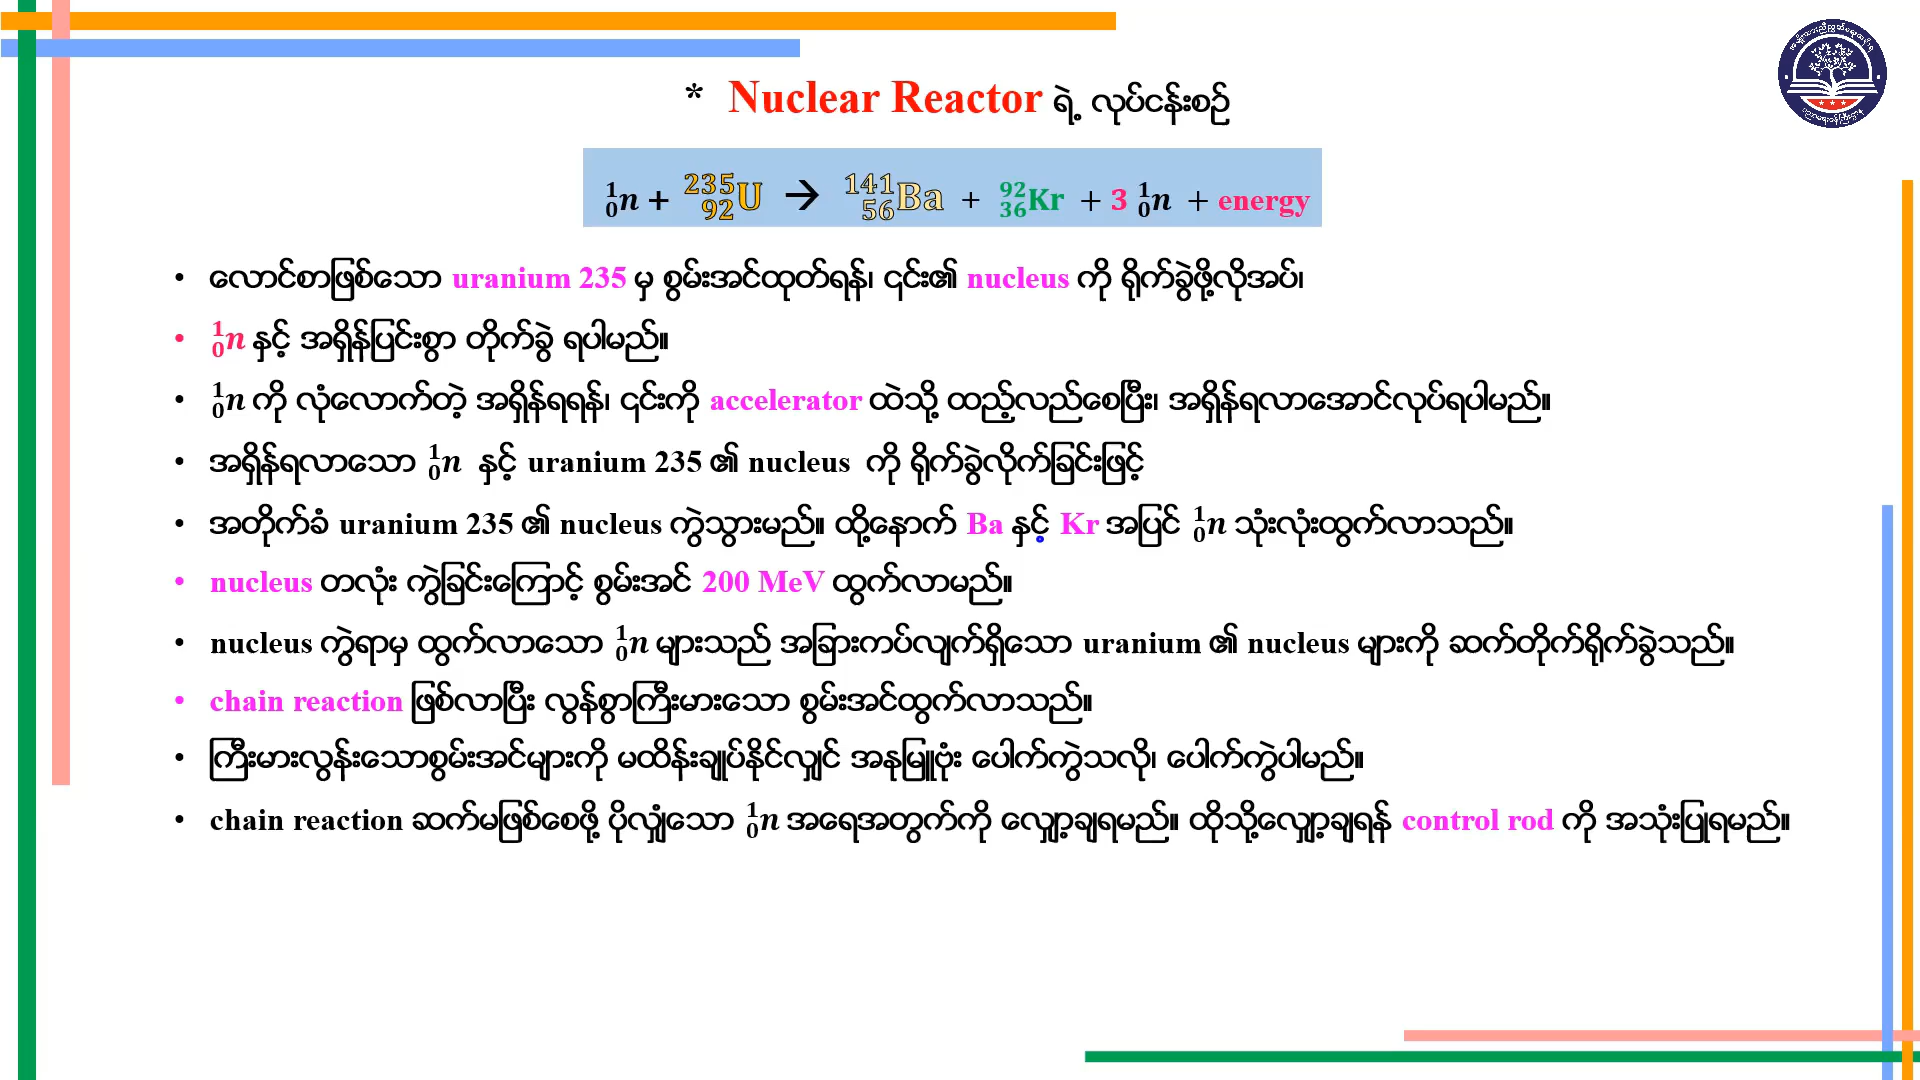 * Nuclear Reactor ရဲ့ လုပ်ငန်းစဉ်
¹₀n + ²³⁵₉₂U → ¹⁴¹₅₆Ba + ⁹²₃₆Kr + 3 ¹₀n + energy
• လောင်စာဖြစ်သော uranium 235 မှ စွမ်းအင်ထုတ်ရန်၊ ၎င်း၏ nucleus ကို ရိုက်ခွဲဖို့လိုအပ်၊
• ¹₀n နှင့် အရှိန်ပြင်းစွာ တိုက်ခွဲ ရပါမည်။
• ¹₀n ကို လုံလောက်တဲ့ အရှိန်ရရန်၊ ၎င်းကို accelerator ထဲသို့ ထည့်လည်စေပြီး၊ အရှိန်ရလာအောင်လုပ်ရပါမည်။
• အရှိန်ရလာသော ¹₀n နှင့် uranium 235 ၏ nucleus ကို ရိုက်ခွဲလိုက်ခြင်းဖြင့်
• အတိုက်ခံ uranium 235 ၏ nucleus ကွဲသွားမည်။ ထို့နောက် Ba နှင့် Kr အပြင် ¹₀n သုံးလုံးထွက်လာသည်။
• nucleus တလုံး ကွဲခြင်းကြောင့် စွမ်းအင် 200 MeV ထွက်လာမည်။
• nucleus ကွဲရာမှ ထွက်လာသော ¹₀n များသည် အခြားကပ်လျက်ရှိသော uranium ၏ nucleus များကို ဆက်တိုက်ရိုက်ခွဲသည်။
• chain reaction ဖြစ်လာပြီး လွန်စွာကြီးမားသော စွမ်းအင်ထွက်လာသည်။
• ကြီးမားလွန်းသောစွမ်းအင်များကို မထိန်းချုပ်နိုင်လျှင် အနုမြူဗုံး ပေါက်ကွဲသလို၊ ပေါက်ကွဲပါမည်။
• chain reaction ဆက်မဖြစ်စေဖို့ ပိုလျှံသော ¹₀n အရေအတွက်ကို လျှော့ချရမည်။ ထိုသို့လျှော့ချရန် control rod ကို အသုံးပြုရမည်။